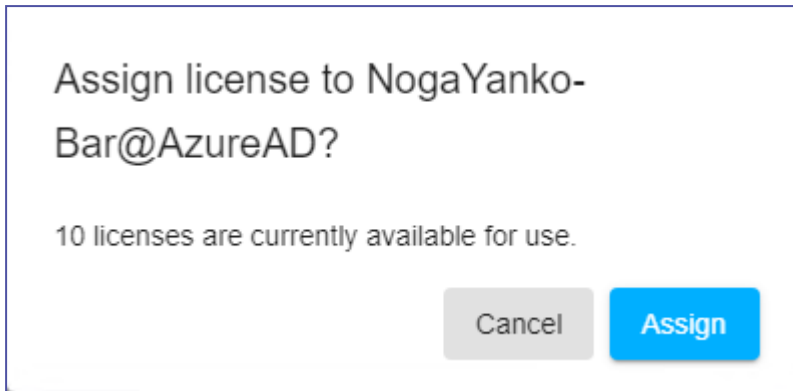 Assign license to NogaYanko-
Bar@AzureAD?
10 licenses are currently available for use.
Cancel Assign